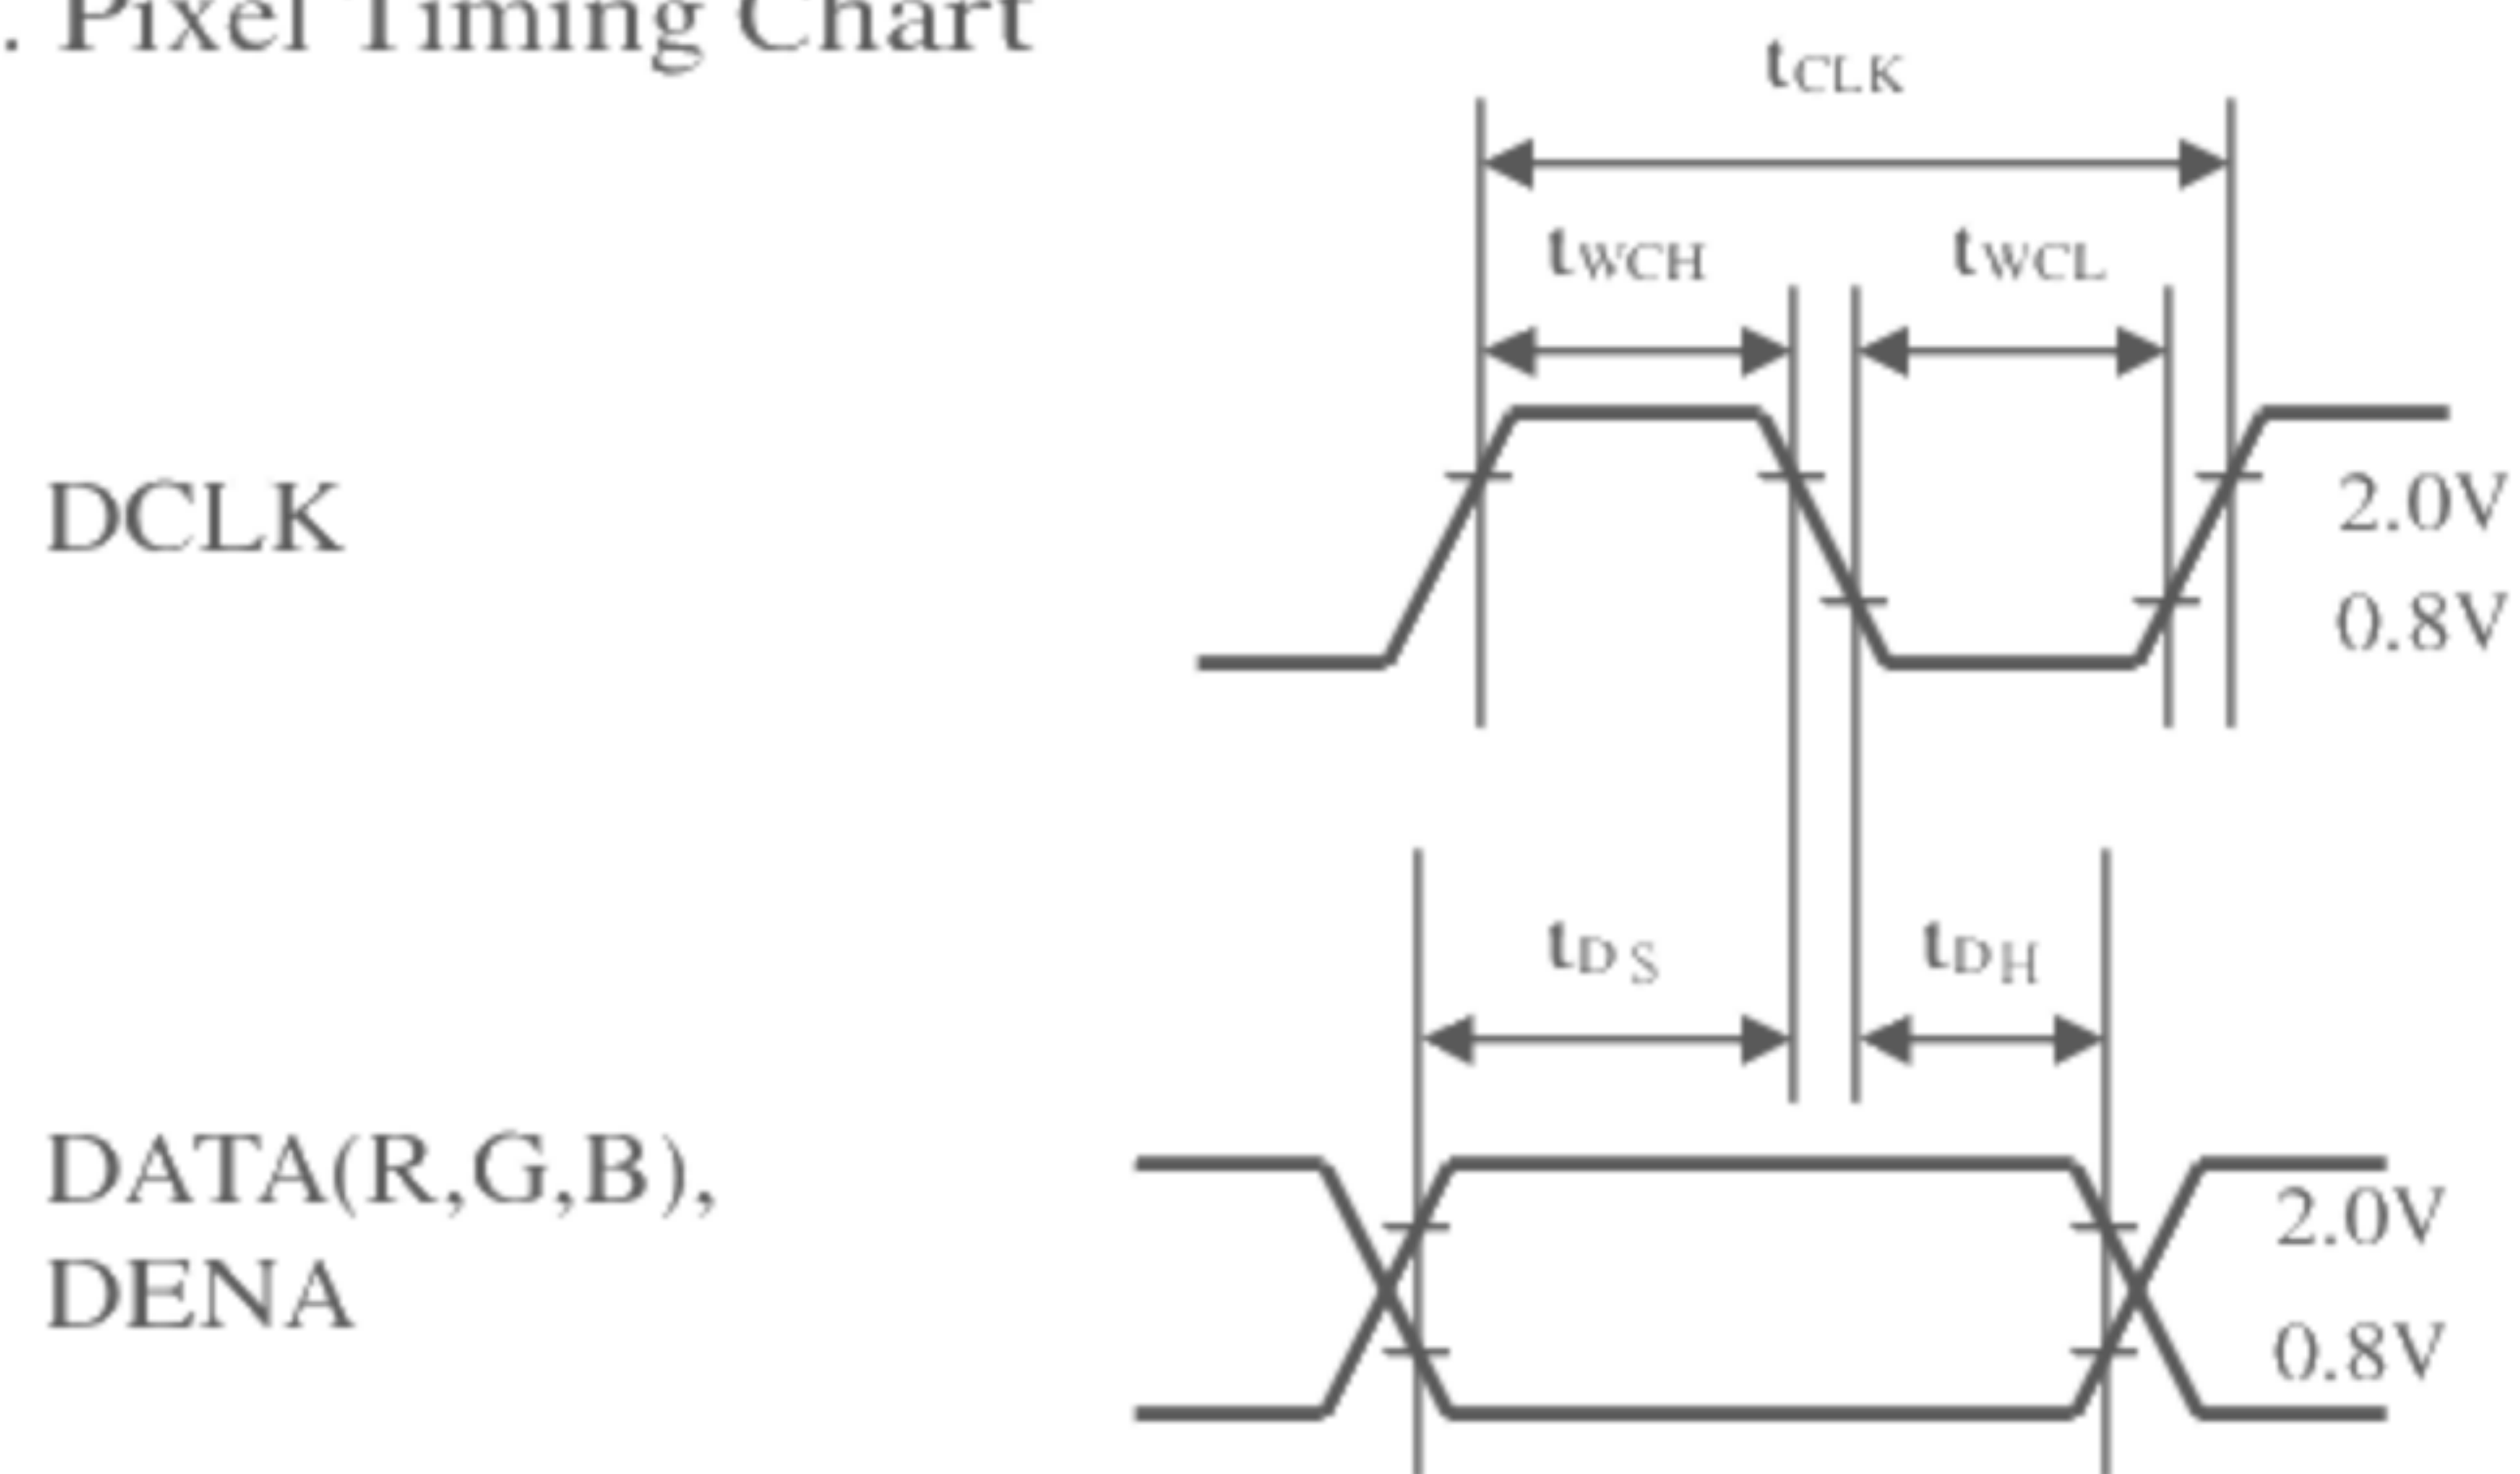 . Pixel Timing Chart
tCLK
tWCH tWCL
DCLK
2.0V
0.8V
tDS tDH
DATA(R,G,B),
DENA
2.0V
0.8V